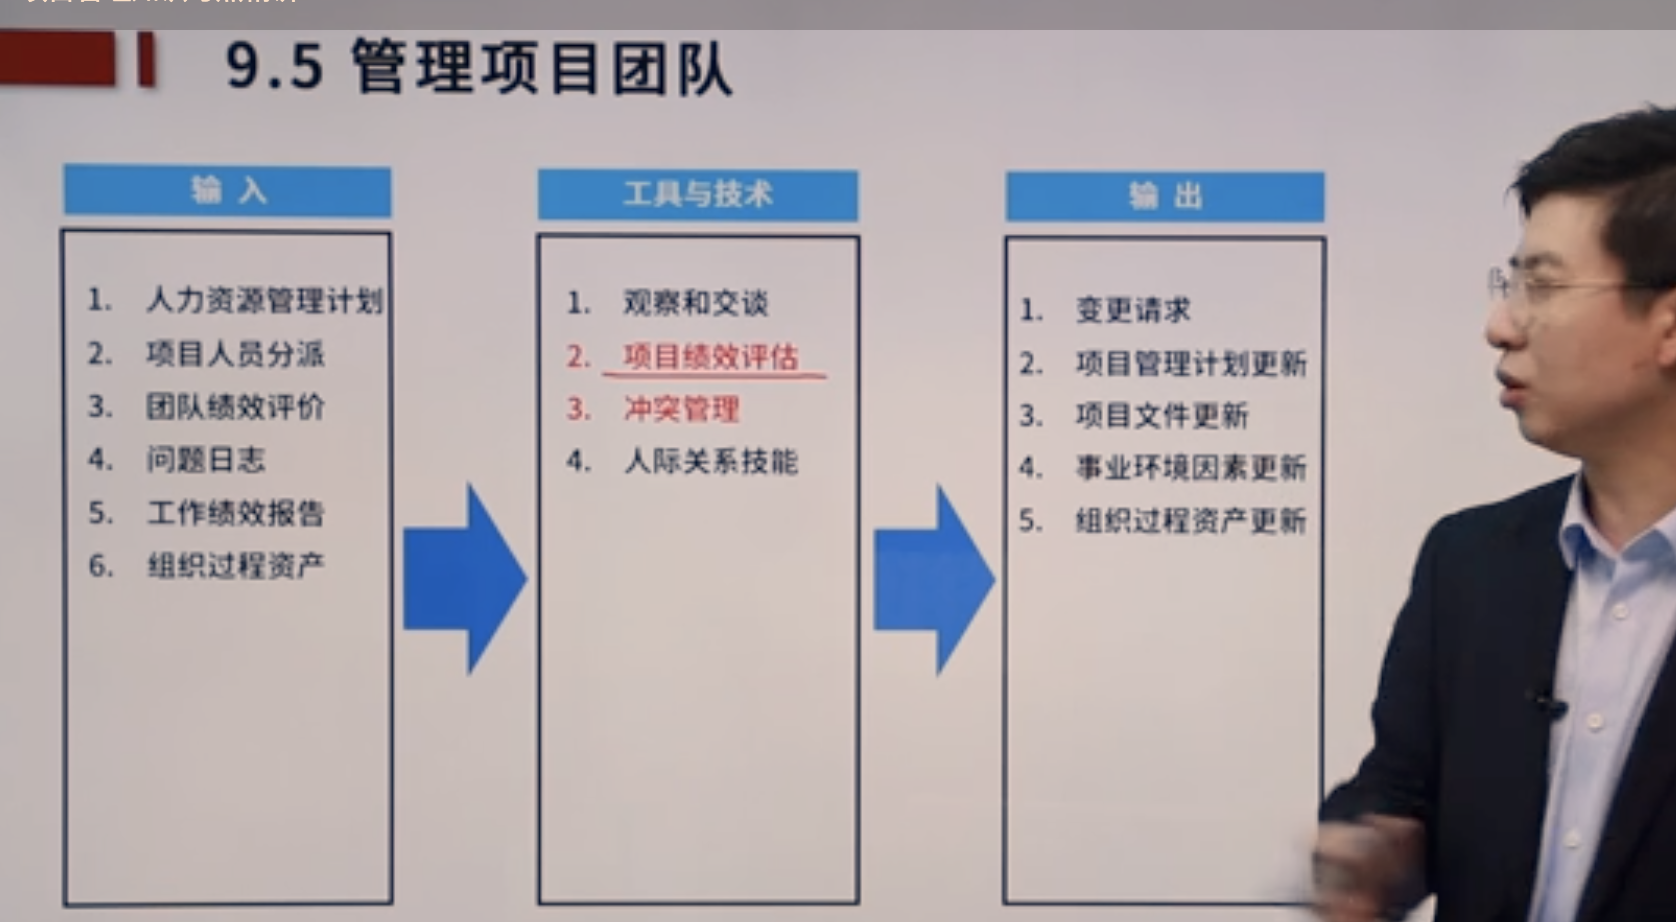 9.5 管理项目团队
输 入
1. 人力资源管理计划
2. 项目人员分派
3. 团队绩效评价
4. 问题日志
5. 工作绩效报告
6. 组织过程资产
工具与技术
1. 观察和交谈
2. 项目绩效评估
3. 冲突管理
4. 人际关系技能
输 出
1. 变更请求
2. 项目管理计划更新
3. 项目文件更新
4. 事业环境因素更新
5. 组织过程资产更新